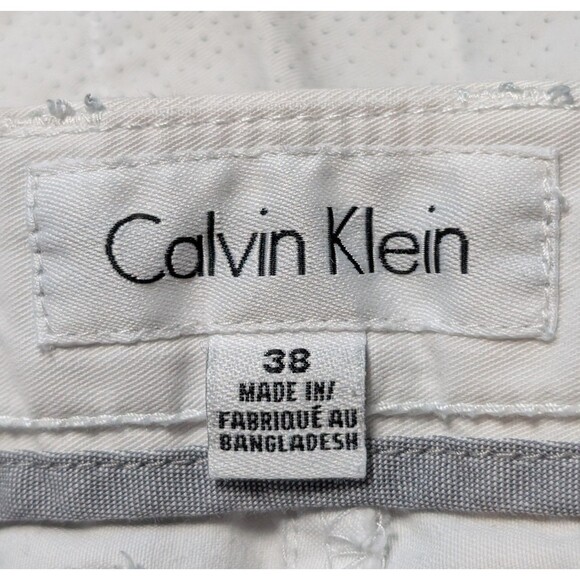 Calvin Klein
38
MADE IN/
FABRIQUÉ AU
BANGLADESH